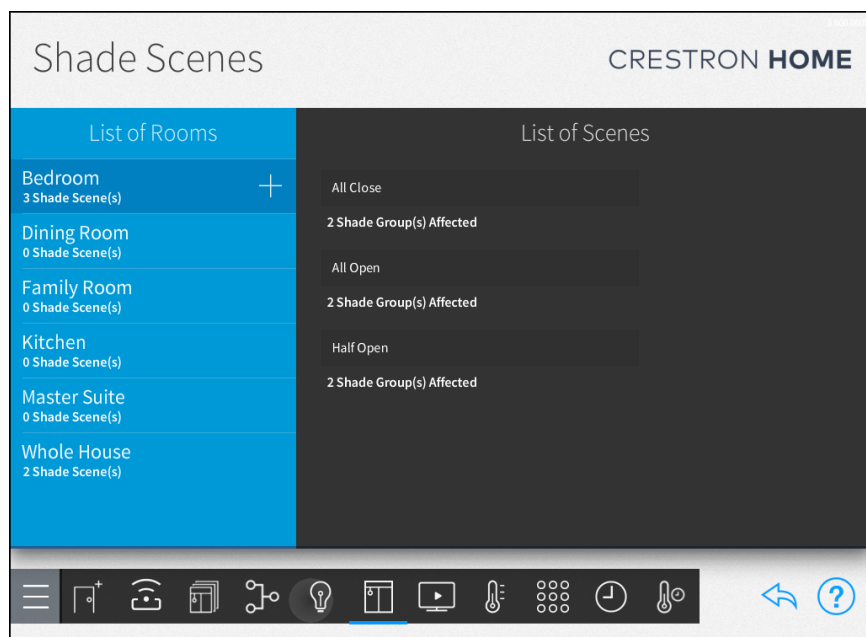 Shade Scenes
CRESTRON HOME
List of Rooms
List of Scenes
Bedroom
3 Shade Scene(s)
Dining Room
0 Shade Scene(s)
Family Room
0 Shade Scene(s)
Kitchen
0 Shade Scene(s)
Master Suite
0 Shade Scene(s)
Whole House
2 Shade Scene(s)
All Close
2 Shade Group(s) Affected
All Open
2 Shade Group(s) Affected
Half Open
2 Shade Group(s) Affected
?